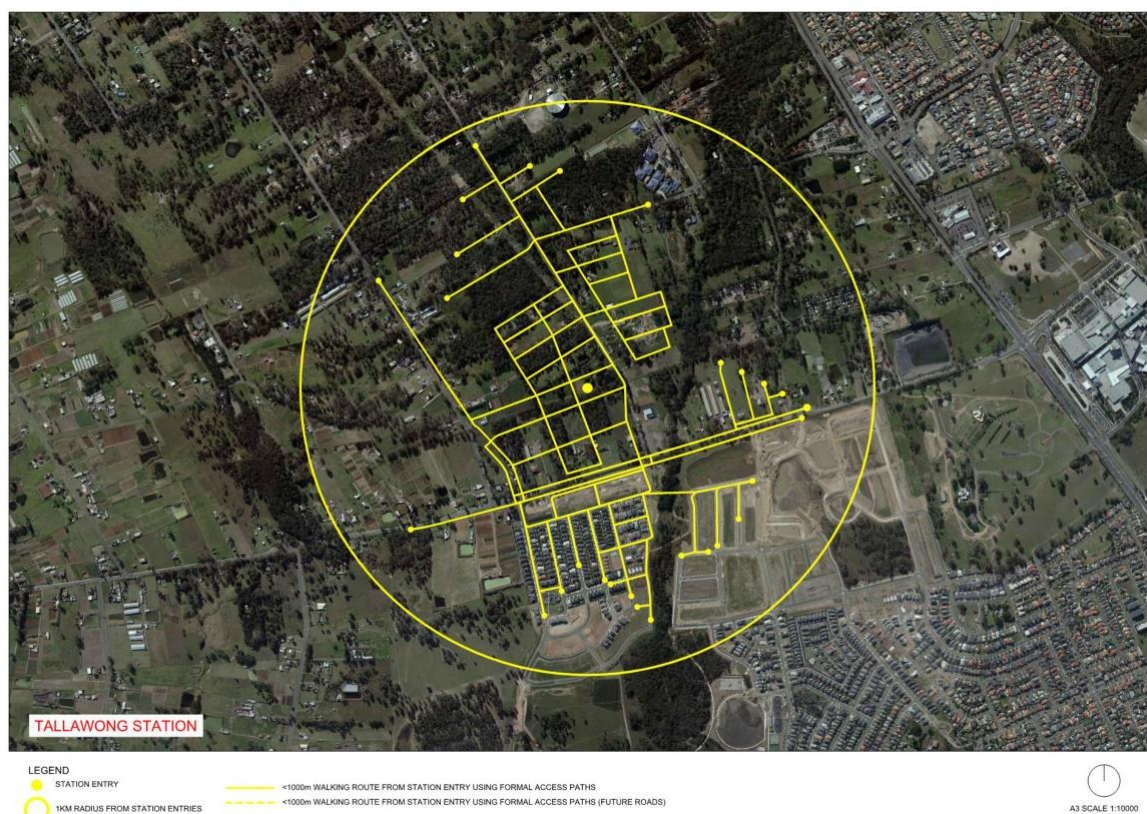 TALLAWONG STATION
LEGEND
STATION ENTRY
1KM RADIUS FROM STATION ENTRIES
<1000m WALKING ROUTE FROM STATION ENTRY USING FORMAL ACCESS PATHS
<1000m WALKING ROUTE FROM STATION ENTRY USING FORMAL ACCESS PATHS (FUTURE ROADS)
A3 SCALE 1:10000